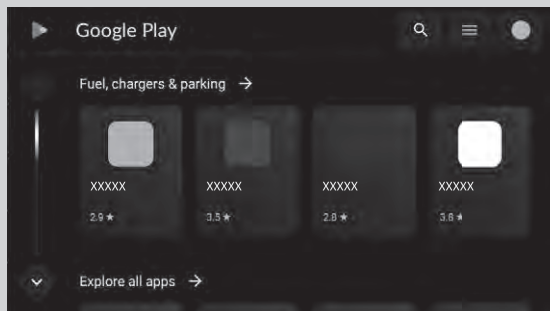 Google Play
Fuel, chargers & parking →
XXXXX XXXXX XXXXX XXXXX
2.9 ★ 3.5 ★ 2.8 ★ 3.8 ★
Explore all apps →